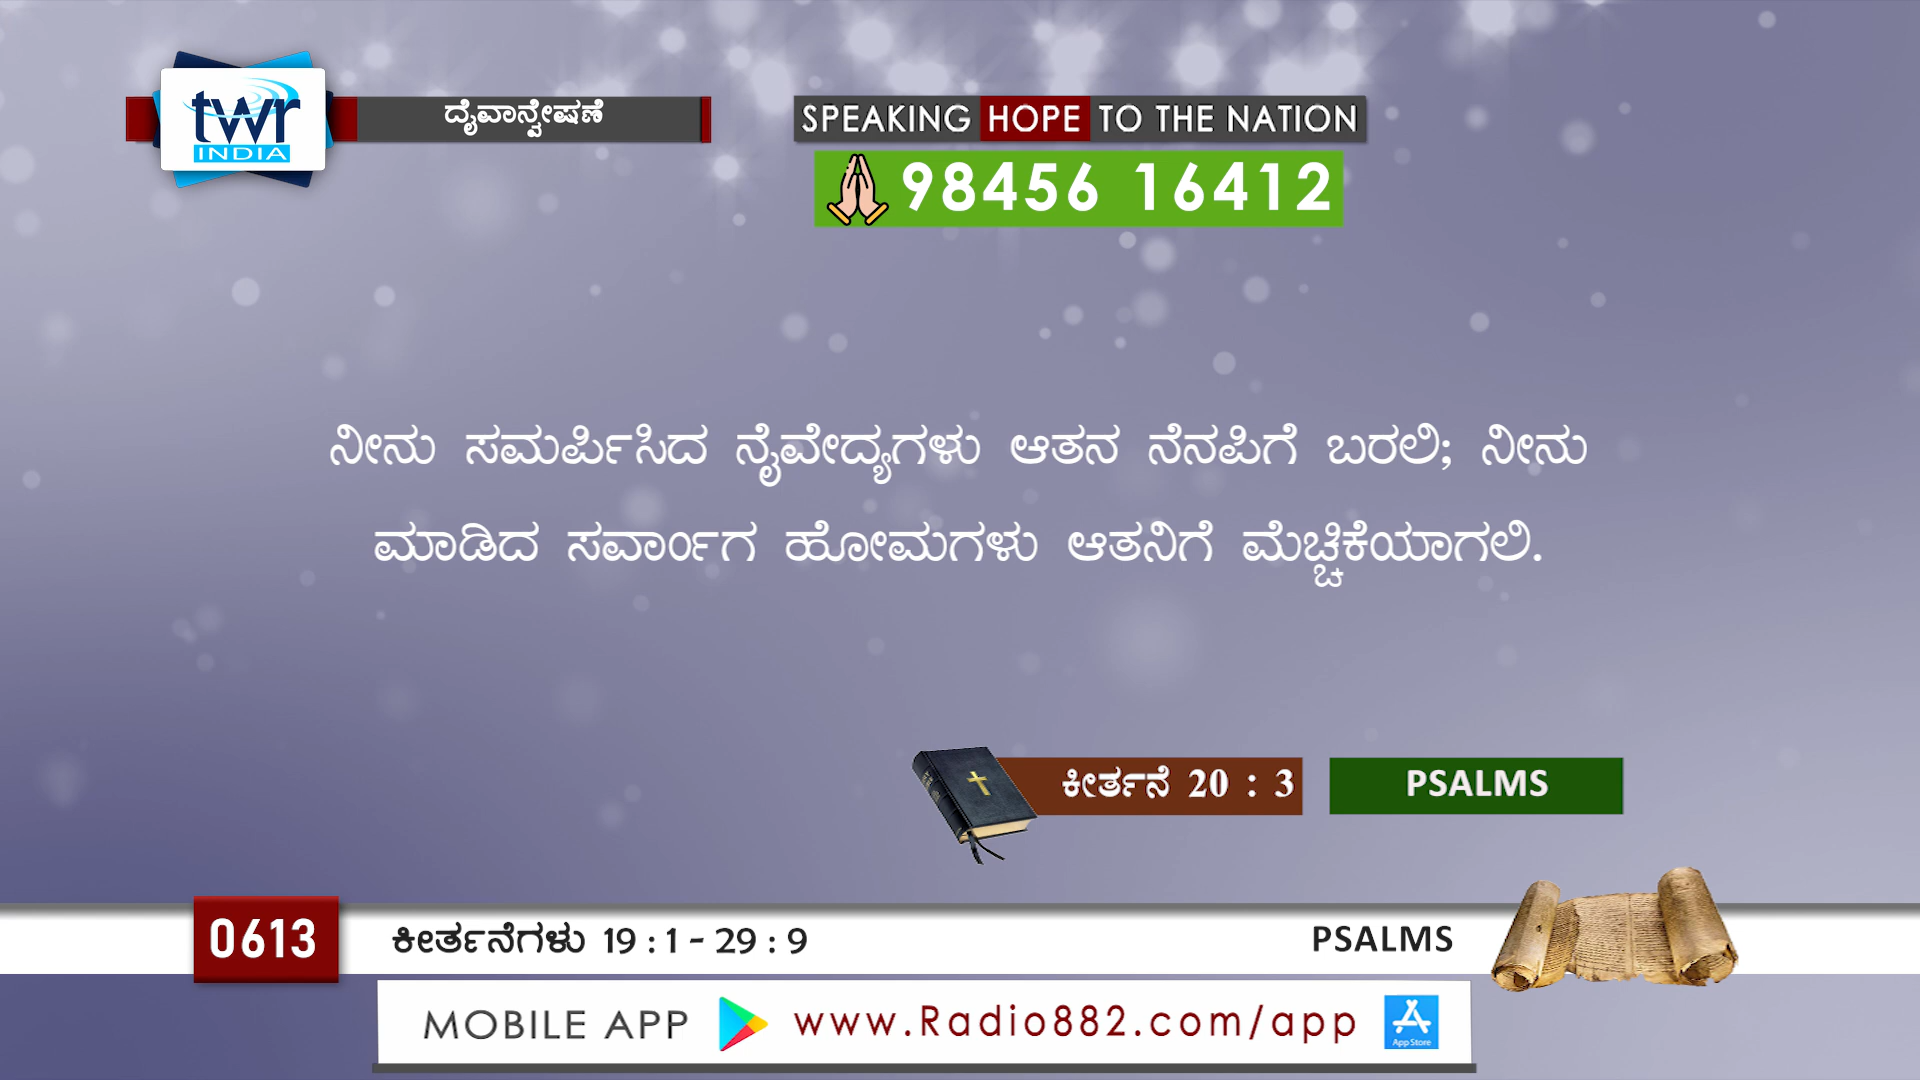 twr
INDIA
ದೈವಾನ್ವೇಷಣೆ
SPEAKING HOPE TO THE NATION
98456 16412
ನೀನು ಸಮರ್ಪಿಸಿದ ನೈವೇದ್ಯಗಳು ಆತನ ನೆನಪಿಗೆ ಬರಲಿ; ನೀನು
ಮಾಡಿದ ಸರ್ವಾಂಗ ಹೋಮಗಳು ಆತನಿಗೆ ಮೆಚ್ಚಿಕೆಯಾಗಲಿ.
ಕೀರ್ತನೆ 20 : 3
PSALMS
0613
ಕೀರ್ತನೆಗಳು 19 : 1 - 29 : 9
PSALMS
MOBILE APP
www.Radio882.com/app
App Store